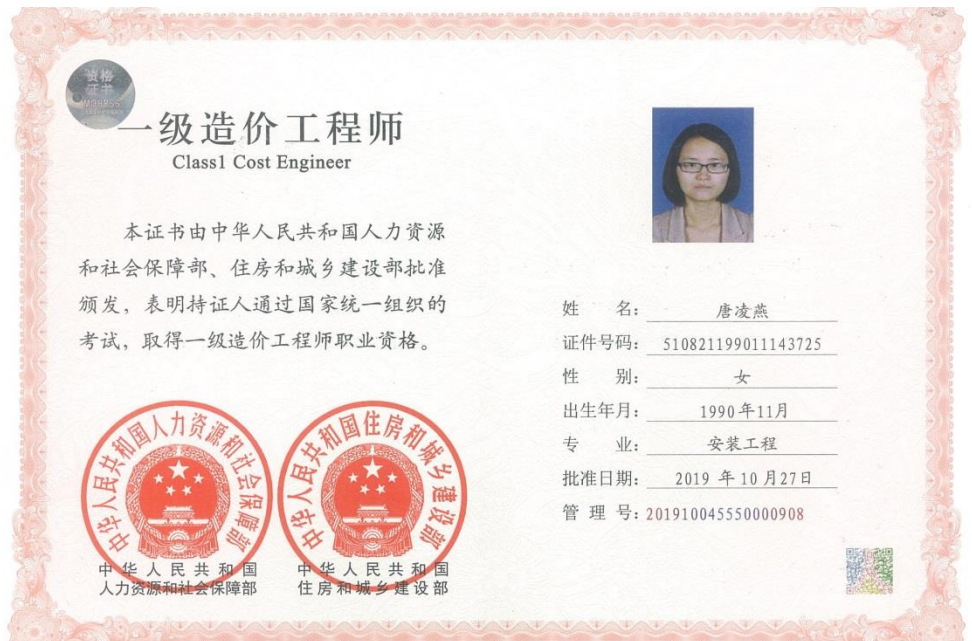 资格
证书
一级造价工程师
Class1 Cost Engineer
本证书由中华人民共和国人力资源
和社会保障部、住房和城乡建设部批准
颁发，表明持证人通过国家统一组织的
考试，取得一级造价工程师职业资格。
中华人民共和国人力资源和社会保障部
中华人民共和国住房和城乡建设部
中华人民共和国
人力资源和社会保障部
中华人民共和国
住房和城乡建设部
姓 名： 唐凌燕
证件号码： 510821199011143725
性 别： 女
出生年月： 1990年11月
专 业： 安装工程
批准日期： 2019 年 10 月27日
管 理 号：201910045550000908